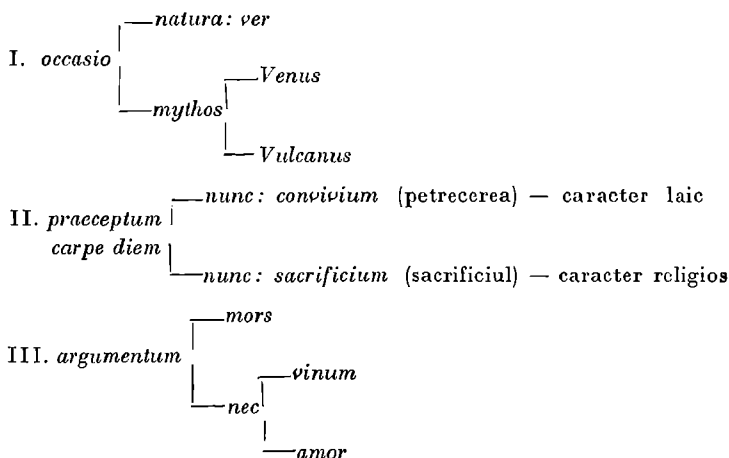 natura: ver
I. occasio
Venus
mythos
Vulcanus
nunc: convivium (petrecerea) — caracter laic
II. praeceptum
carpe diem
nunc: sacrificium (sacrificiul) — caracter religios
mors
III. argumentum
vinum
nec
amor